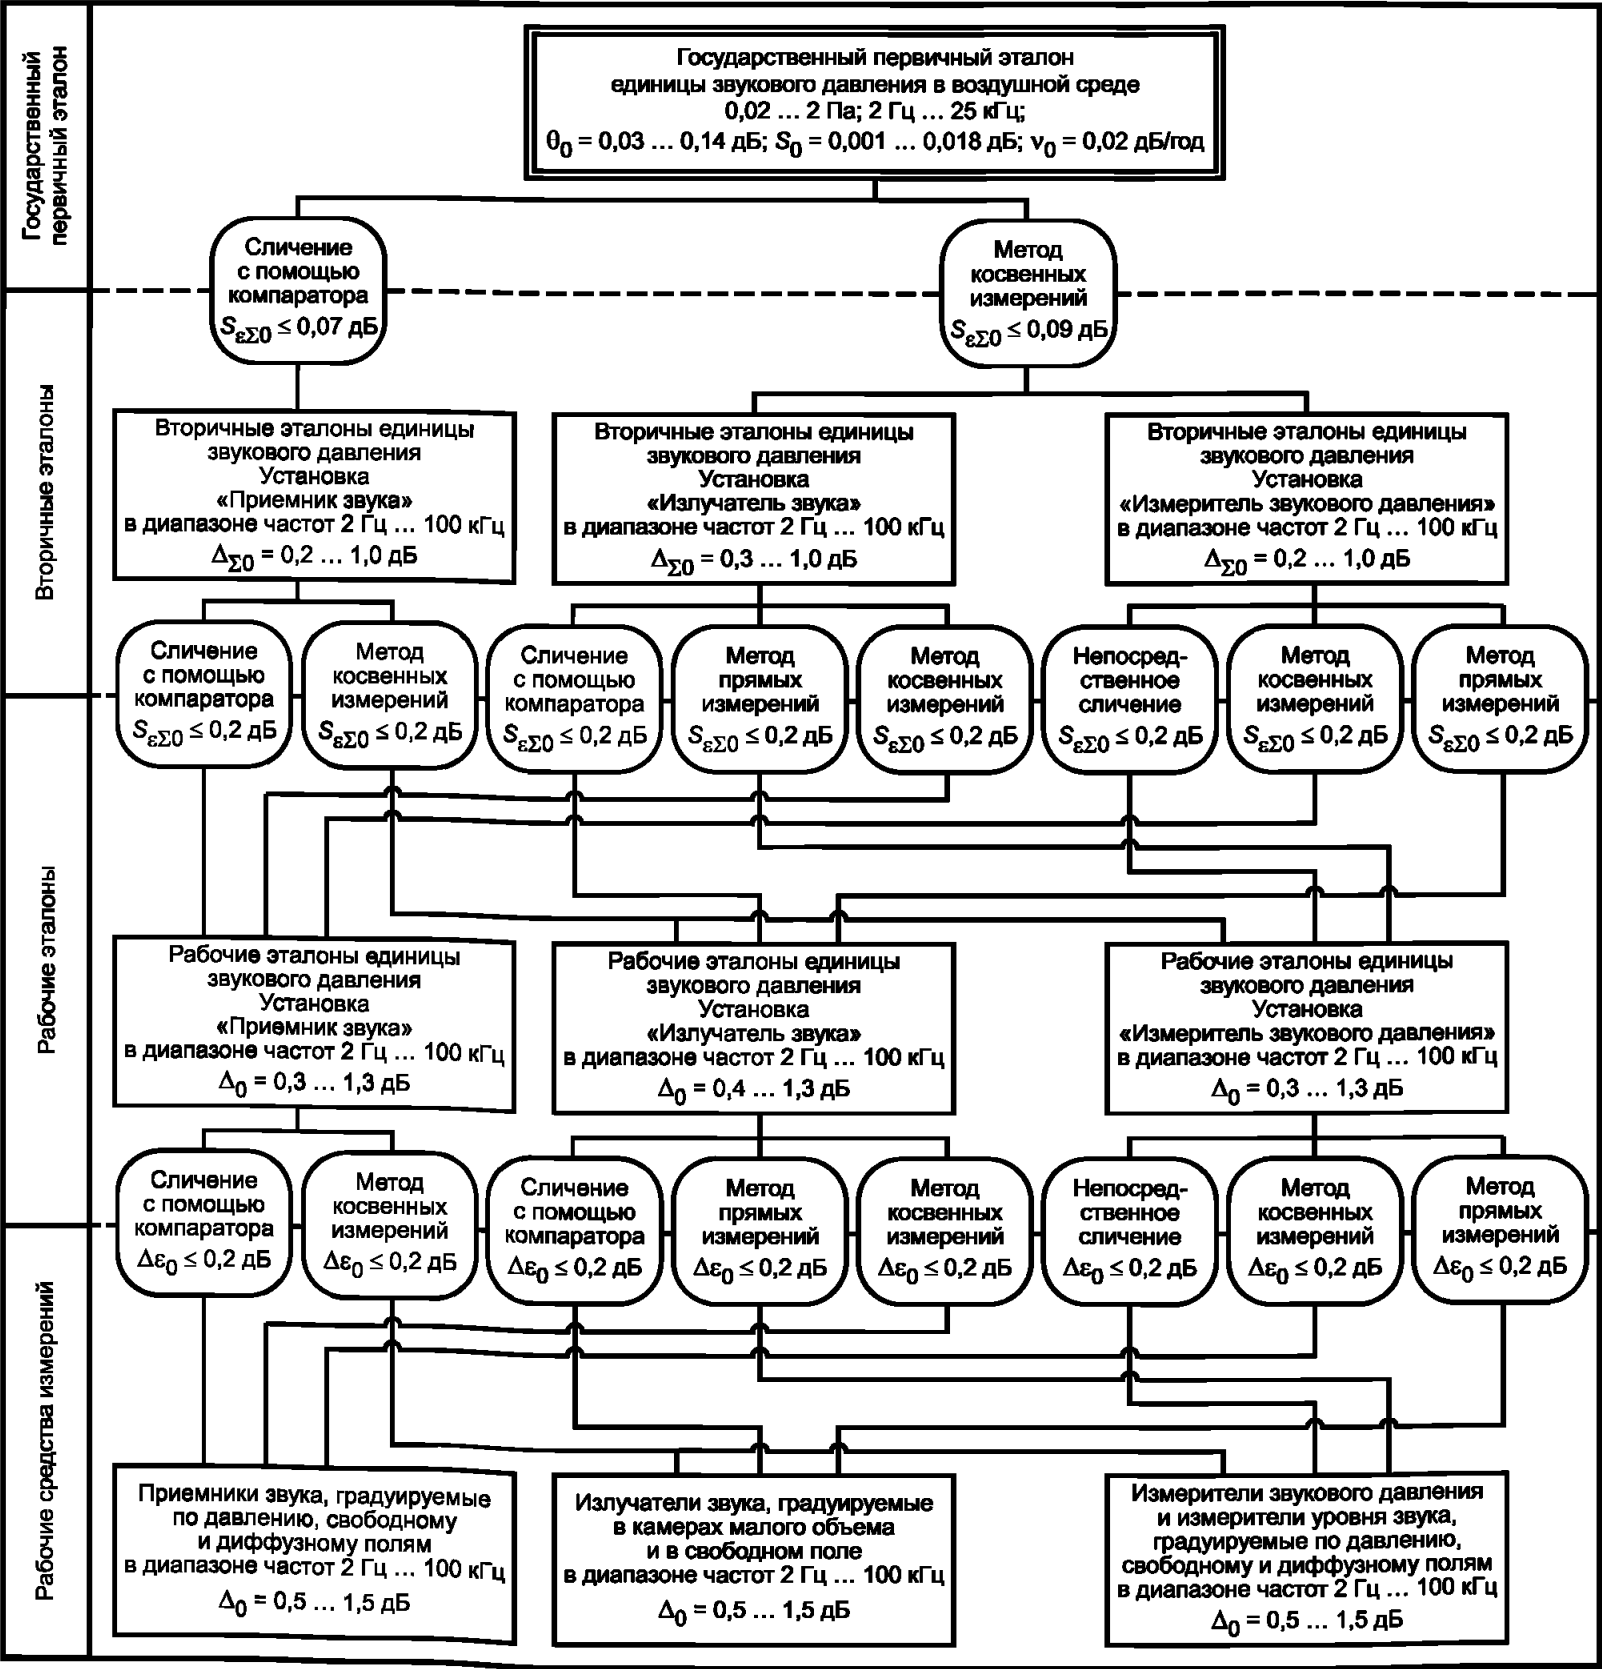 Государственный
первичный эталон
Государственный первичный эталон
единицы звукового давления в воздушной среде
0,02 ... 2 Па; 2 Гц ... 25 кГц;
θ0 = 0,03 ... 0,14 дБ; S0 = 0,001 ... 0,018 дБ; ν0 = 0,02 дБ/год
Сличение
с помощью
компаратора
SεΣ0 ≤ 0,07 дБ
Метод
косвенных
измерений
SεΣ0 ≤ 0,09 дБ
Вторичные эталоны
Вторичные эталоны единицы
звукового давления
Установка
«Приемник звука»
в диапазоне частот 2 Гц ... 100 кГц
ΔΣ0 = 0,2 ... 1,0 дБ
Вторичные эталоны единицы
звукового давления
Установка
«Излучатель звука»
в диапазоне частот 2 Гц ... 100 кГц
ΔΣ0 = 0,3 ... 1,0 дБ
Вторичные эталоны единицы
звукового давления
Установка
«Измеритель звукового давления»
в диапазоне частот 2 Гц ... 100 кГц
ΔΣ0 = 0,2 ... 1,0 дБ
Сличение
с помощью
компаратора
SεΣ0 ≤ 0,2 дБ
Метод
косвенных
измерений
SεΣ0 ≤ 0,2 дБ
Сличение
с помощью
компаратора
SεΣ0 ≤ 0,2 дБ
Метод
прямых
измерений
SεΣ0 ≤ 0,2 дБ
Метод
косвенных
измерений
SεΣ0 ≤ 0,2 дБ
Непосред-
ственное
сличение
SεΣ0 ≤ 0,2 дБ
Метод
косвенных
измерений
SεΣ0 ≤ 0,2 дБ
Метод
прямых
измерений
SεΣ0 ≤ 0,2 дБ
Рабочие эталоны
Рабочие эталоны единицы
звукового давления
Установка
«Приемник звука»
в диапазоне частот 2 Гц ... 100 кГц
Δ0 = 0,3 ... 1,3 дБ
Рабочие эталоны единицы
звукового давления
Установка
«Излучатель звука»
в диапазоне частот 2 Гц ... 100 кГц
Δ0 = 0,4 ... 1,3 дБ
Рабочие эталоны единицы
звукового давления
Установка
«Измеритель звукового давления»
в диапазоне частот 2 Гц ... 100 кГц
Δ0 = 0,3 ... 1,3 дБ
Сличение
с помощью
компаратора
Δε0 ≤ 0,2 дБ
Метод
косвенных
измерений
Δε0 ≤ 0,2 дБ
Сличение
с помощью
компаратора
Δε0 ≤ 0,2 дБ
Метод
прямых
измерений
Δε0 ≤ 0,2 дБ
Метод
косвенных
измерений
Δε0 ≤ 0,2 дБ
Непосред-
ственное
сличение
Δε0 ≤ 0,2 дБ
Метод
косвенных
измерений
Δε0 ≤ 0,2 дБ
Метод
прямых
измерений
Δε0 ≤ 0,2 дБ
Рабочие средства измерений
Приемники звука, градуируемые
по давлению, свободному
и диффузному полям
в диапазоне частот 2 Гц ... 100 кГц
Δ0 = 0,5 ... 1,5 дБ
Излучатели звука, градуируемые
в камерах малого объема
и в свободном поле
в диапазоне частот 2 Гц ... 100 кГц
Δ0 = 0,5 ... 1,5 дБ
Измерители звукового давления
и измерители уровня звука,
градуируемые по давлению,
свободному и диффузному полям
в диапазоне частот 2 Гц ... 100 кГц
Δ0 = 0,5 ... 1,5 дБ